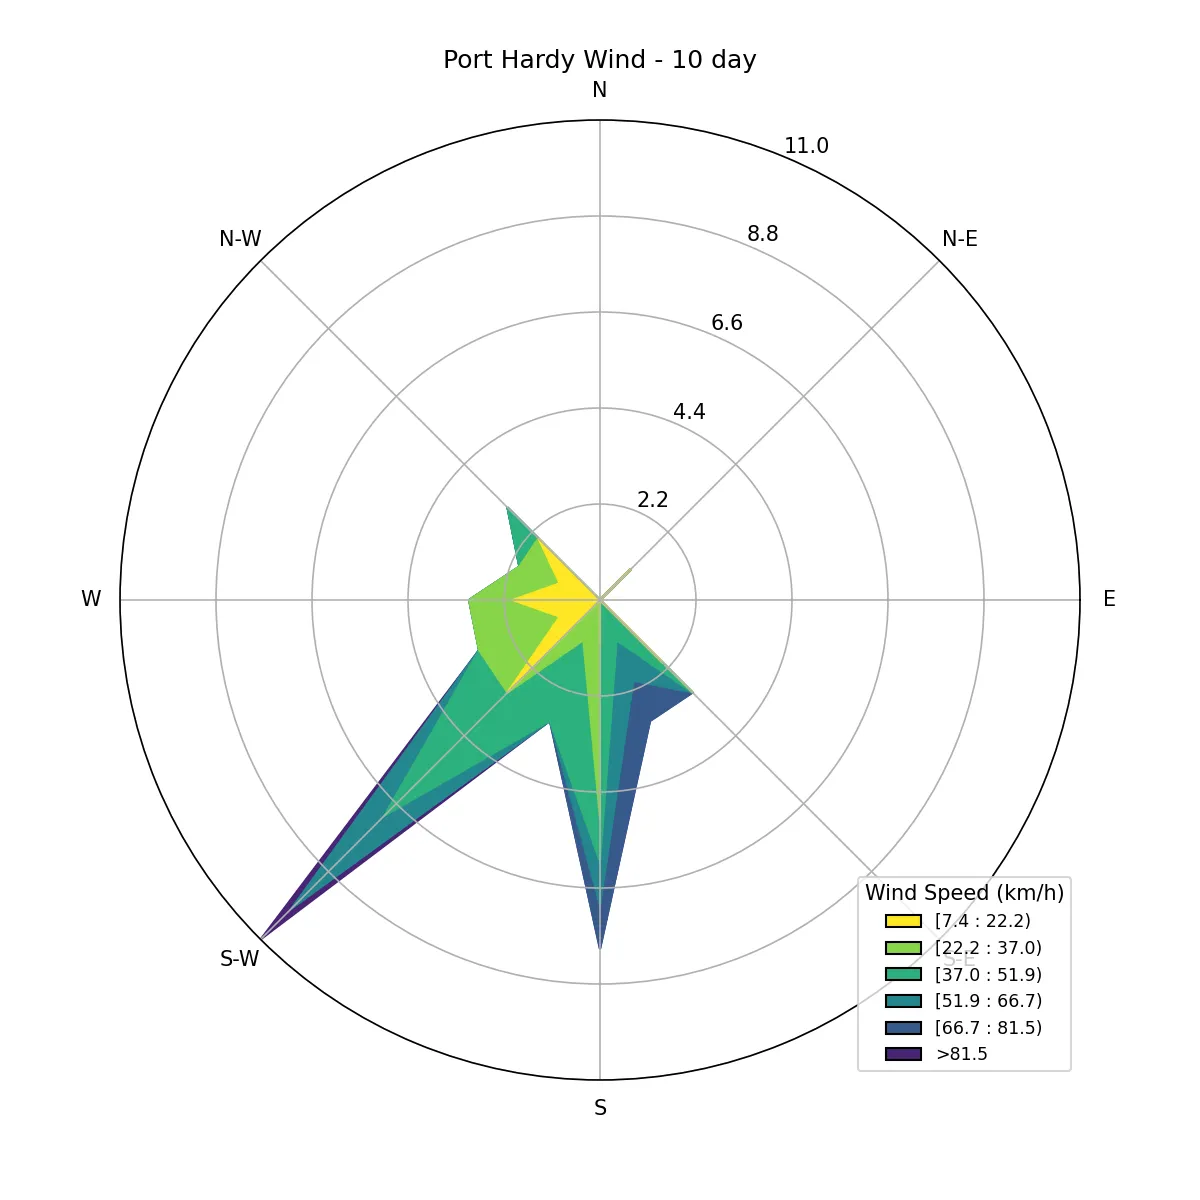 Port Hardy Wind - 10 day
N
11.0
N-W
8.8
N-E
6.6
4.4
2.2
W
E
S-W
S-E
S
Wind Speed (km/h)
[7.4 : 22.2)
[22.2 : 37.0)
[37.0 : 51.9)
[51.9 : 66.7)
[66.7 : 81.5)
>81.5